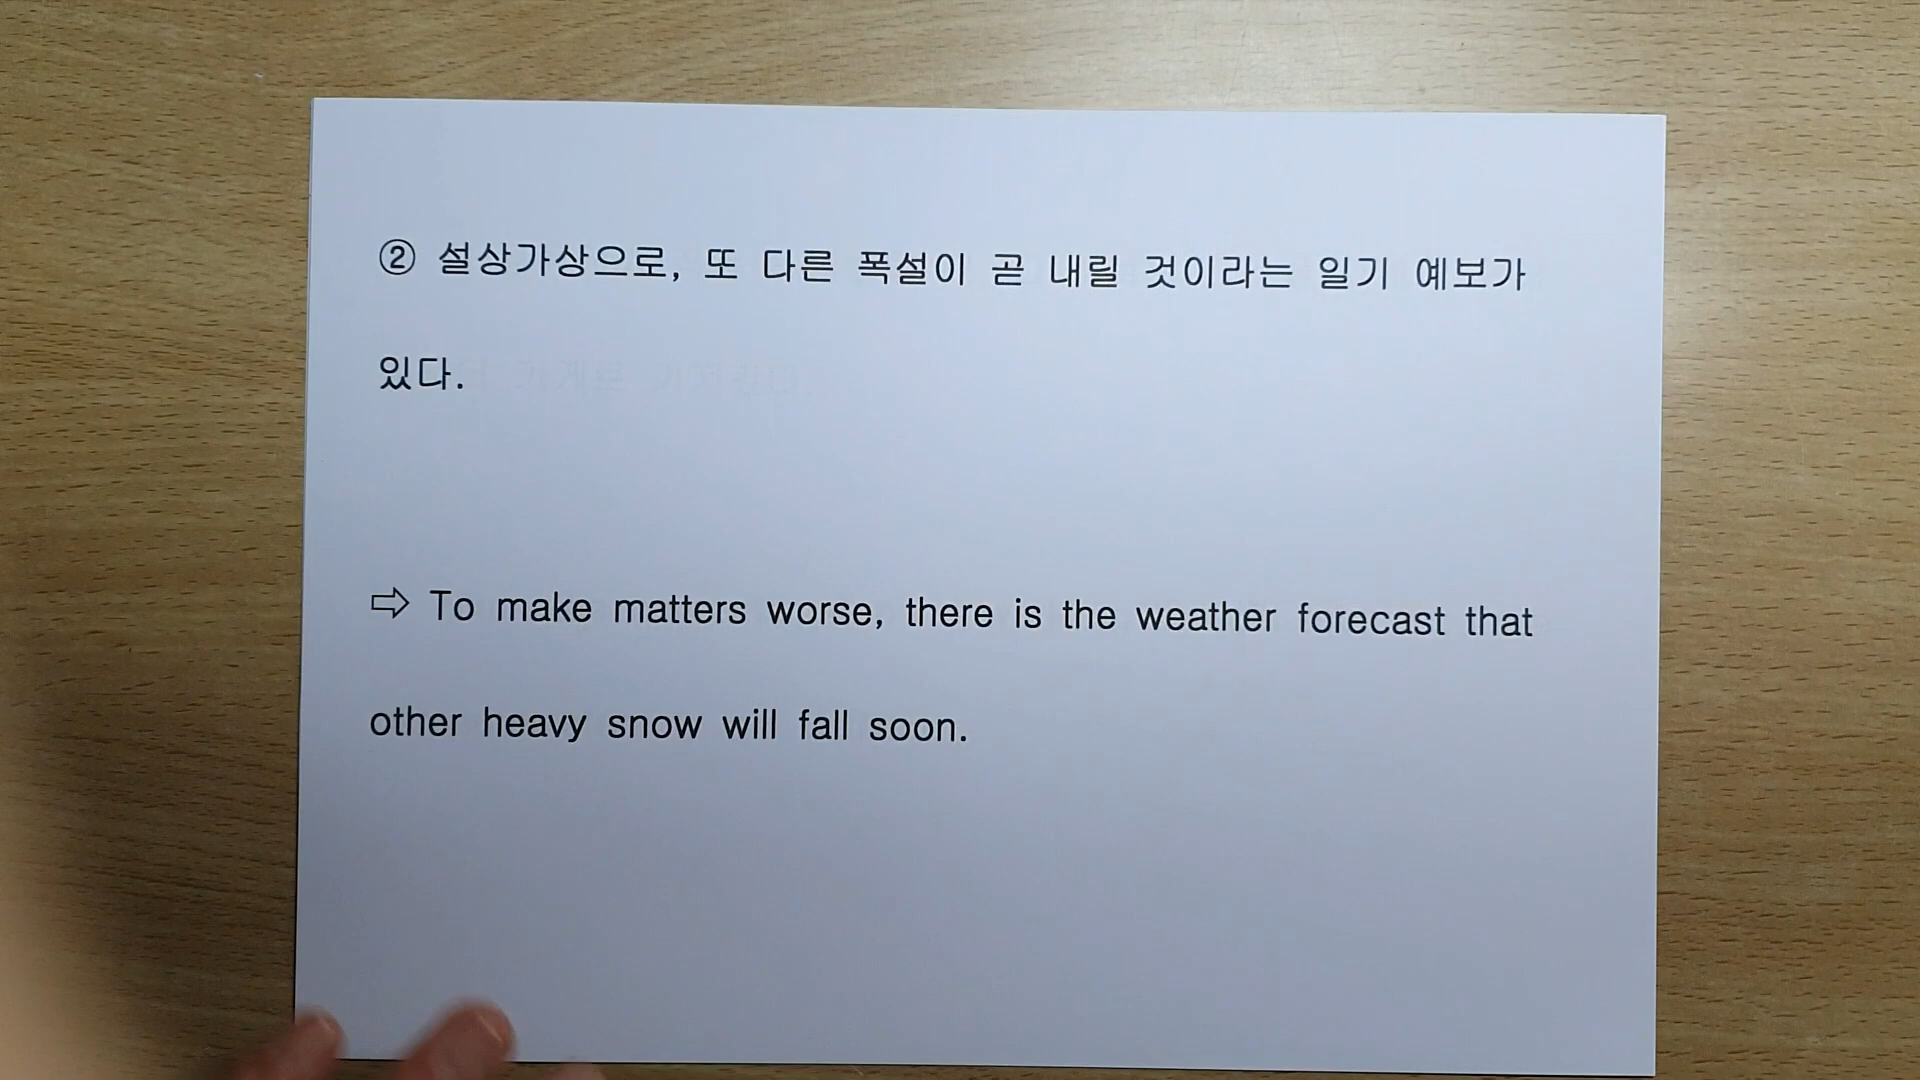 ② 설상가상으로, 또 다른 폭설이 곧 내릴 것이라는 일기 예보가
있다.
⇨ To make matters worse, there is the weather forecast that
other heavy snow will fall soon.